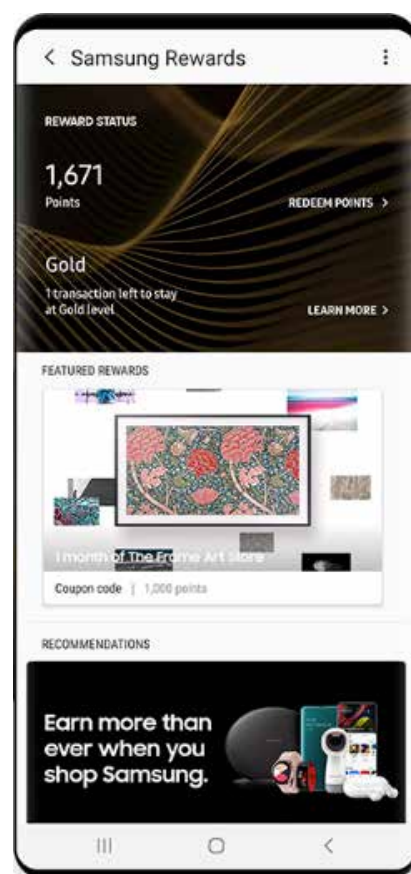 Samsung Rewards
REWARD STATUS
1,671
Points
REDEEM POINTS >
Gold
1 transaction left to stay
at Gold level
LEARN MORE >
FEATURED REWARDS
1 month of The Frame Art Store
Coupon code | 1,000 points
RECOMMENDATIONS
Earn more than
ever when you
shop Samsung.